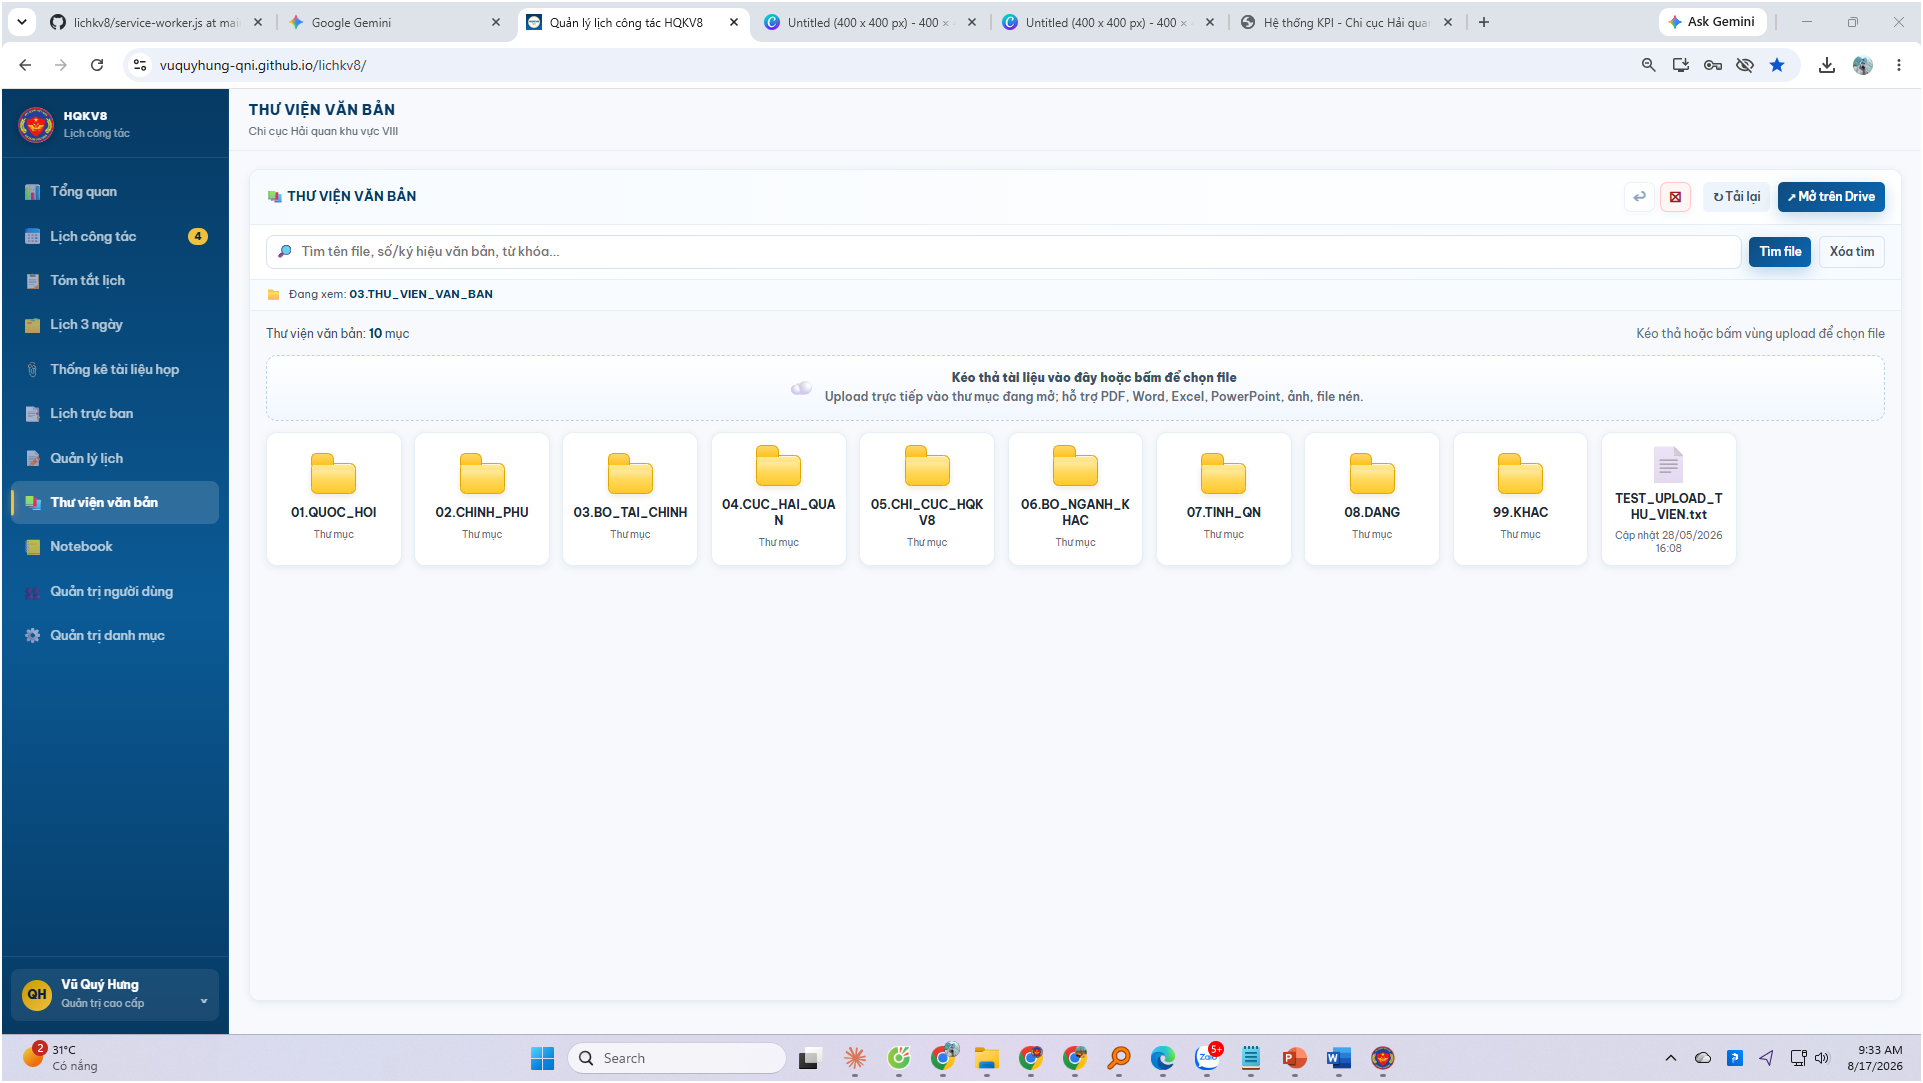 lichkv8/service-worker.js at mai
Google Gemini
Quản lý lịch công tác HQKV8
Untitled (400 x 400 px) - 400 ×
Untitled (400 x 400 px) - 400 ×
Hệ thống KPI - Chi cục Hải qua
Ask Gemini
vuquyhung-qni.github.io/lichkv8/
HQKV8
Lịch công tác
Tổng quan
Lịch công tác
4
Tóm tắt lịch
Lịch 3 ngày
Thống kê tài liệu họp
Lịch trực ban
Quản lý lịch
Thư viện văn bản
Notebook
Quản trị người dùng
Quản trị danh mục
QH
Vũ Quý Hưng
Quản trị cao cấp
THƯ VIỆN VĂN BẢN
Chi cục Hải quan khu vực VIII
THƯ VIỆN VĂN BẢN
↻ Tải lại
↗ Mở trên Drive
Tìm tên file, số/ký hiệu văn bản, từ khóa...
Tìm file
Xóa tìm
Đang xem: 03.THU_VIEN_VAN_BAN
Thư viện văn bản: 10 mục
Kéo thả hoặc bấm vùng upload để chọn file
Kéo thả tài liệu vào đây hoặc bấm để chọn file
Upload trực tiếp vào thư mục đang mở; hỗ trợ PDF, Word, Excel, PowerPoint, ảnh, file nén.
01.QUOC_HOI
Thư mục
02.CHINH_PHU
Thư mục
03.BO_TAI_CHINH
Thư mục
04.CUC_HAI_QUA
N
Thư mục
05.CHI_CUC_HQK
V8
Thư mục
06.BO_NGANH_K
HAC
Thư mục
07.TINH_QN
Thư mục
08.DANG
Thư mục
99.KHAC
Thư mục
TEST_UPLOAD_T
HU_VIEN.txt
Cập nhật 28/05/2026
16:08
2
31°C
Có nắng
Search
Zalo
5+
9:33 AM
8/17/2026